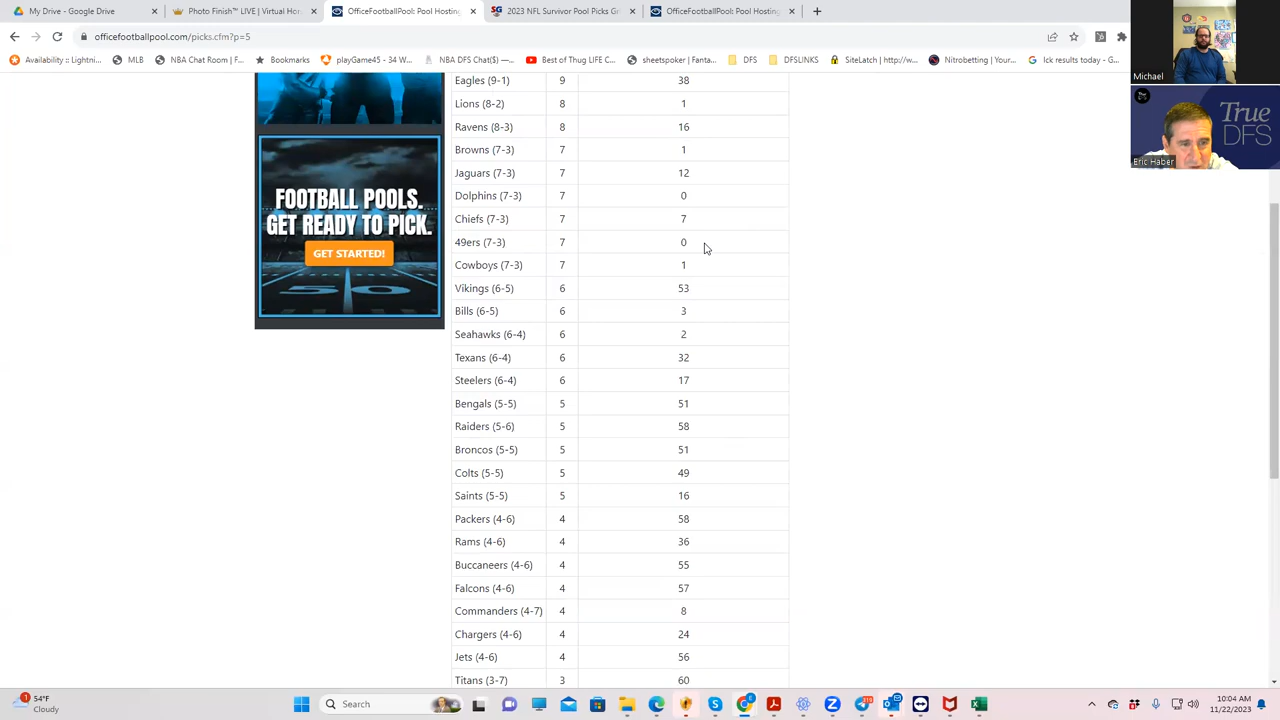 My Drive - Google Drive
Photo Finish™ LIVE | Virtual Hor
OfficeFootballPool: Pool Hosting
2023 NFL Survivor Pool Picks Gr
OfficeFootballPool: Pool Hosting
officefootballpool.com/picks.cfm?p=5
Availability :: Lightni...
MLB
NBA Chat Room | F...
Bookmarks
playGame45 - 34 W...
NBA DFS Chat($) -...
Best of Thug LIFE C...
sheetspoker | Fanta...
DFS
DFSLINKS
SiteLatch | http://m...
Nitrobetting | Your...
Ick results today - t...
Michael
True
DFS
Eric Haber
FOOTBALL POOLS.
GET READY TO PICK.
GET STARTED!
50
Eagles (9-1) 9 38
Lions (8-2) 8 1
Ravens (8-3) 8 16
Browns (7-3) 7 1
Jaguars (7-3) 7 12
Dolphins (7-3) 7 0
Chiefs (7-3) 7 7
49ers (7-3) 7 0
Cowboys (7-3) 7 1
Vikings (6-5) 6 53
Bills (6-5) 6 3
Seahawks (6-4) 6 2
Texans (6-4) 6 32
Steelers (6-4) 6 17
Bengals (5-5) 5 51
Raiders (5-6) 5 58
Broncos (5-5) 5 51
Colts (5-5) 5 49
Saints (5-5) 5 16
Packers (4-6) 4 58
Rams (4-6) 4 36
Buccaneers (4-6) 4 55
Falcons (4-6) 4 57
Commanders (4-7) 4 8
Chargers (4-6) 4 24
Jets (4-6) 4 56
Titans (3-7) 3 60
1
54°F
Cloudy
Search
10:04 AM
11/22/2023